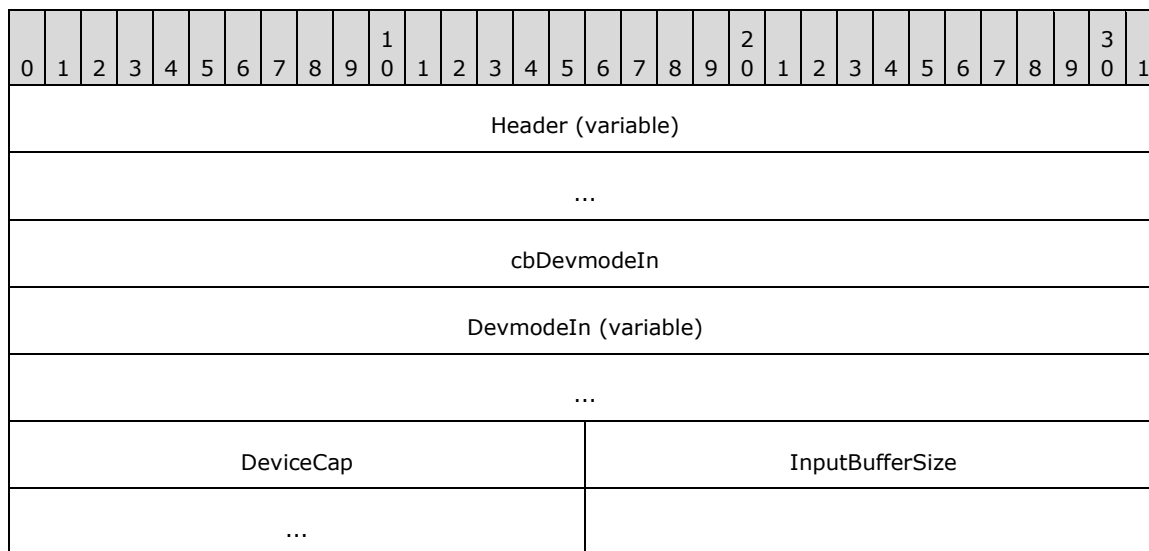 1 2 3
0 1 2 3 4 5 6 7 8 9 0 1 2 3 4 5 6 7 8 9 0 1 2 3 4 5 6 7 8 9 0 1
Header (variable)
...
cbDevmodeIn
DevmodeIn (variable)
...
DeviceCap InputBufferSize
...